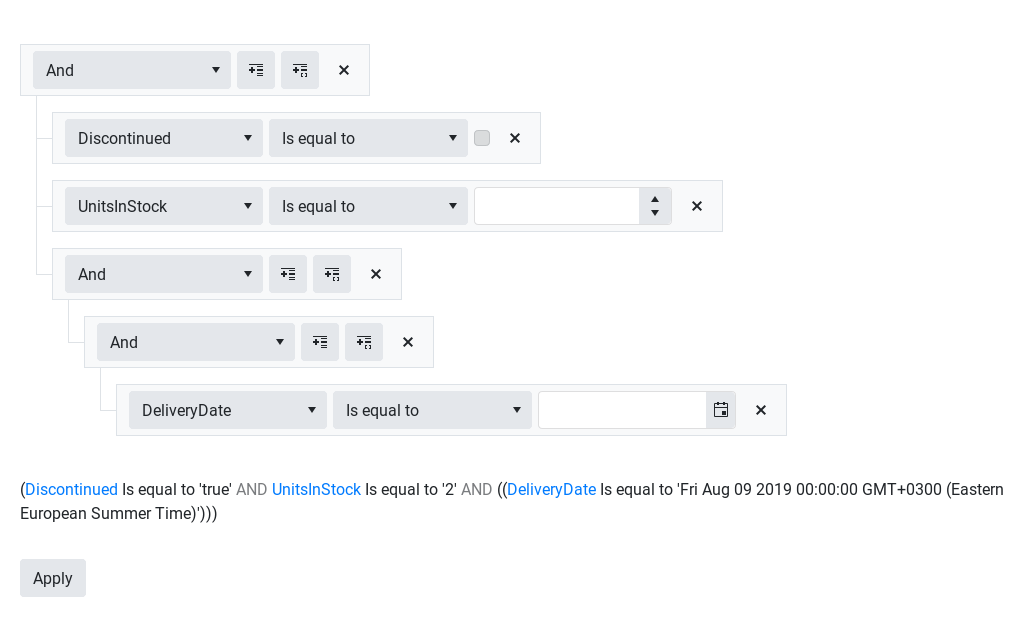 And
Discontinued Is equal to
UnitsInStock Is equal to
And
And
DeliveryDate Is equal to
(Discontinued Is equal to 'true' AND UnitsInStock Is equal to '2' AND ((DeliveryDate Is equal to 'Fri Aug 09 2019 00:00:00 GMT+0300 (Eastern
European Summer Time)')))
Apply